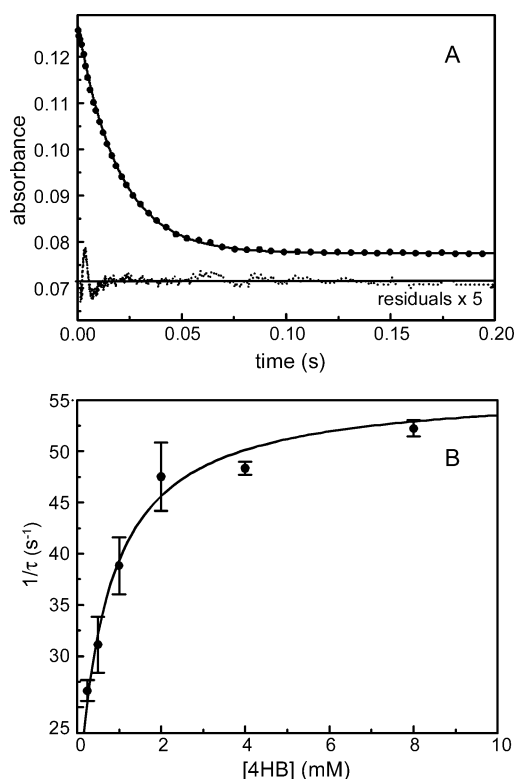 A
0.12
0.11
0.10
0.09
0.08
0.07
absorbance
residuals x 5
0.00 0.05 0.10 0.15 0.20
time (s)
B
55
50
45
40
35
30
25
1/τ (s⁻¹)
0 2 4 6 8 10
[4HB] (mM)